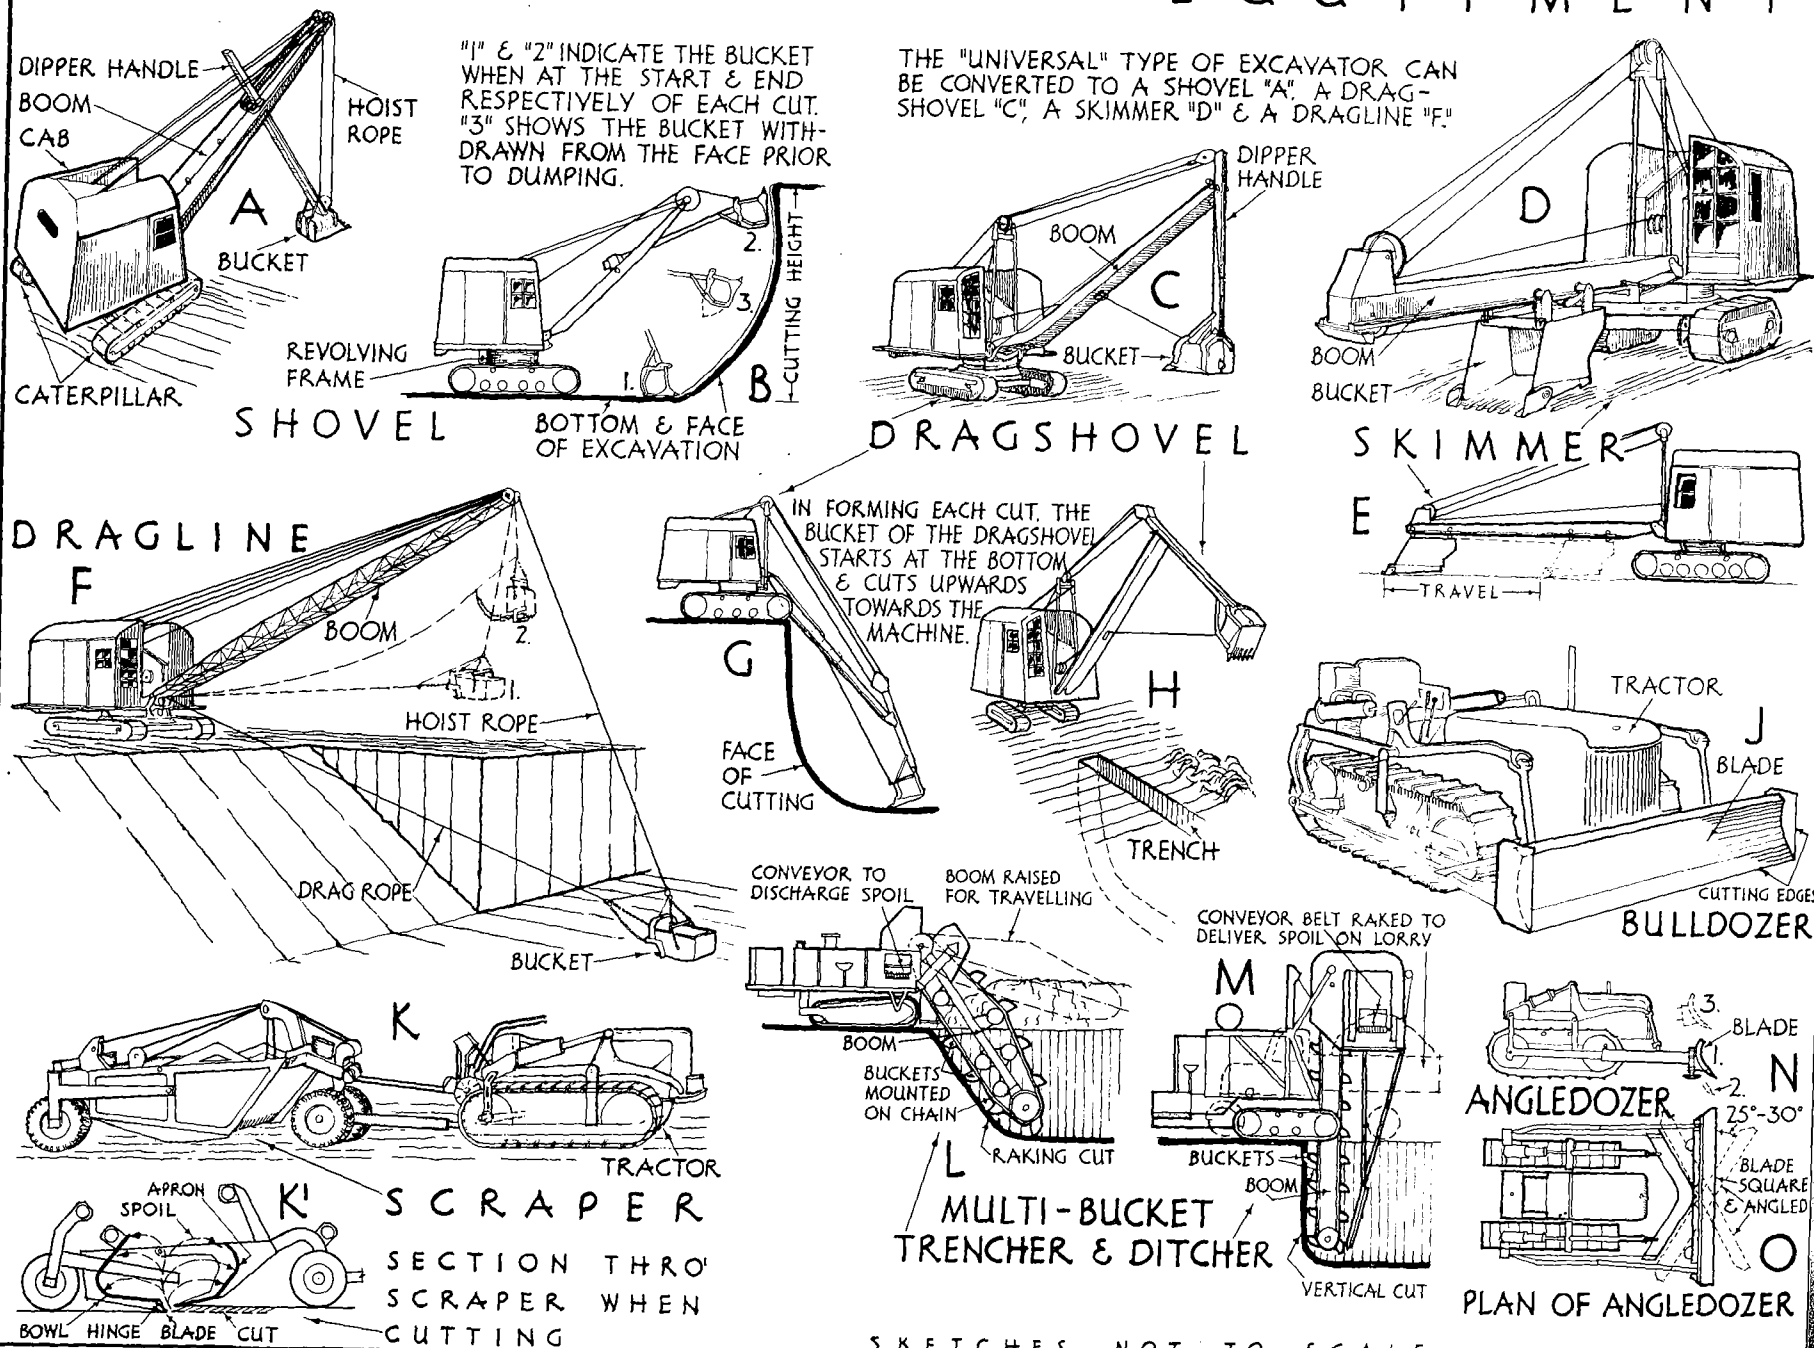 EQUIPMENT
DIPPER HANDLE
BOOM
CAB
HOIST
ROPE
A
BUCKET
CATERPILLAR
SHOVEL
"1" & "2" INDICATE THE BUCKET
WHEN AT THE START & END
RESPECTIVELY OF EACH CUT.
"3" SHOWS THE BUCKET WITH-
DRAWN FROM THE FACE PRIOR
TO DUMPING.
2.
3.
1.
CUTTING HEIGHT
B
REVOLVING
FRAME
BOTTOM & FACE
OF EXCAVATION
THE "UNIVERSAL" TYPE OF EXCAVATOR CAN
BE CONVERTED TO A SHOVEL "A". A DRAG-
SHOVEL "C", A SKIMMER "D" & A DRAGLINE "F."
DIPPER
HANDLE
BOOM
C
BUCKET
DRAGSHOVEL
D
BOOM
BUCKET
SKIMMER
E
TRAVEL
DRAGLINE
F
BOOM
2.
1.
HOIST ROPE
DRAG ROPE
BUCKET
IN FORMING EACH CUT, THE
BUCKET OF THE DRAGSHOVEL
STARTS AT THE BOTTOM
& CUTS UPWARDS
TOWARDS THE
MACHINE.
G
FACE
OF
CUTTING
H
TRENCH
TRACTOR
J
BLADE
CUTTING EDGES
BULLDOZER
K
TRACTOR
SCRAPER
K'
APRON
SPOIL
BOWL HINGE BLADE CUT
SECTION THRO'
SCRAPER WHEN
CUTTING
CONVEYOR TO
DISCHARGE SPOIL
BOOM RAISED
FOR TRAVELLING
BOOM
BUCKETS
MOUNTED
ON CHAIN
L
RAKING CUT
MULTI-BUCKET
TRENCHER & DITCHER
CONVEYOR BELT RAKED TO
DELIVER SPOIL ON LORRY
M
BUCKETS
BOOM
VERTICAL CUT
3.
BLADE
1.
N
2.
ANGLEDOZER
25°-30°
BLADE
SQUARE
& ANGLED
O
PLAN OF ANGLEDOZER
SKETCHES NOT TO SCALE